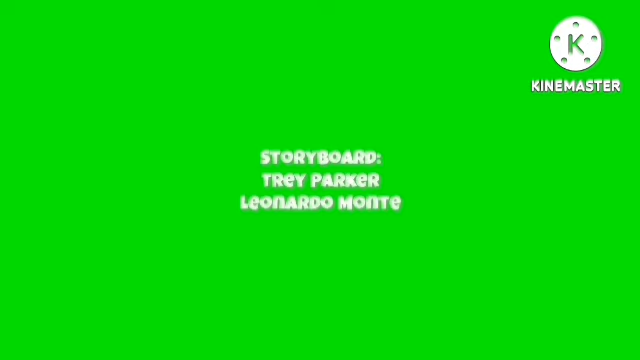 K
KINEMASTER
STORYBOARD:
Trey Parker
Leonardo Monte